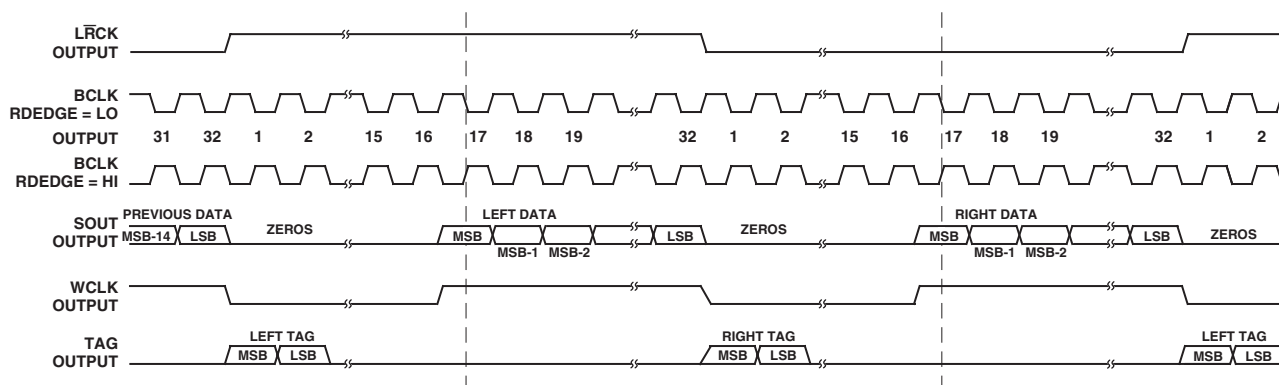 LR̅CK
OUTPUT
BCLK
RDEDGE = LO
OUTPUT
31 32 1 2 15 16 17 18 19 32 1 2 15 16 17 18 19 32 1 2
BCLK
RDEDGE = HI
SOUT
OUTPUT
PREVIOUS DATA LEFT DATA RIGHT DATA
MSB-14 LSB ZEROS MSB MSB-1 MSB-2 LSB ZEROS MSB MSB-1 MSB-2 LSB ZEROS
WCLK
OUTPUT
TAG
OUTPUT
LEFT TAG RIGHT TAG LEFT TAG
MSB LSB MSB LSB MSB LSB